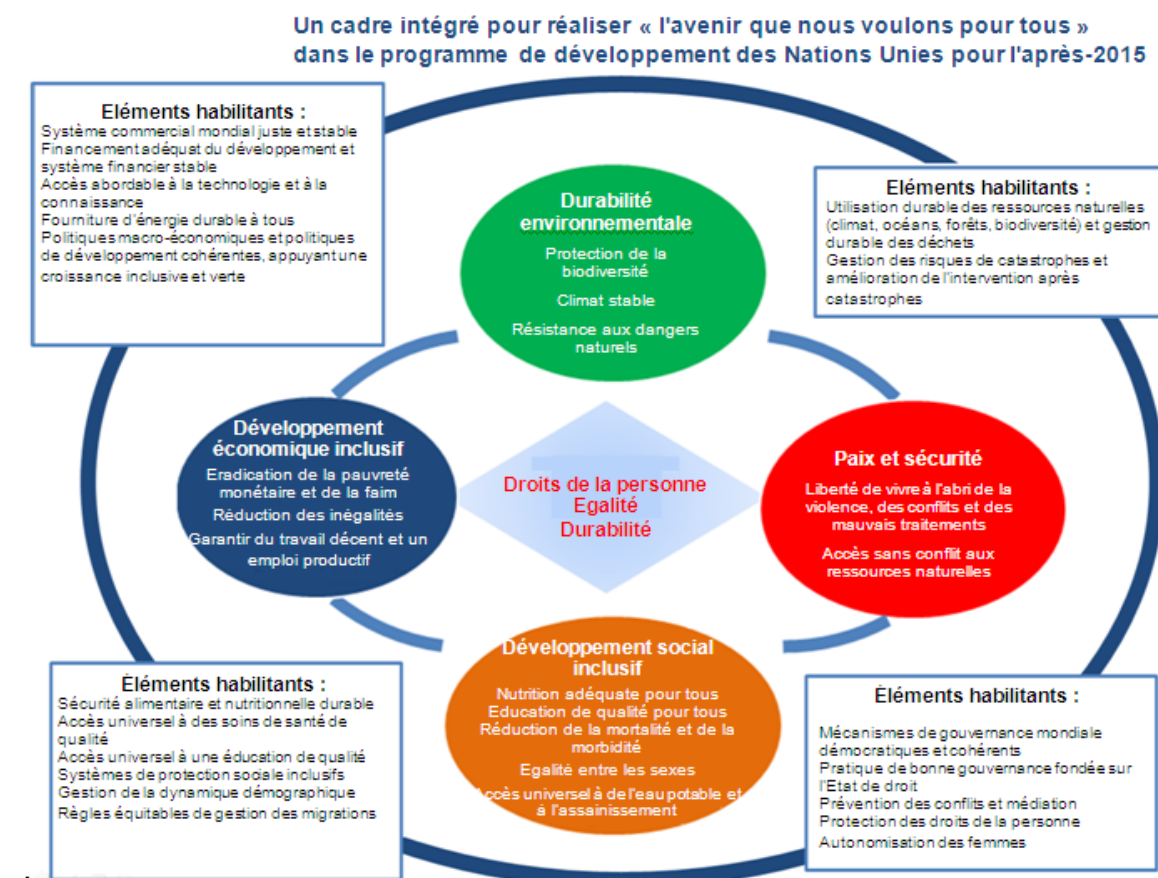 Un cadre intégré pour réaliser « l'avenir que nous voulons pour tous »
dans le programme de développement des Nations Unies pour l'après-2015
Eléments habilitants :
Système commercial mondial juste et stable
Financement adéquat du développement et
système financier stable
Accès abordable à la technologie et à la
connaissance
Fourniture d'énergie durable à tous
Politiques macro-économiques et politiques
de développement cohérentes, appuyant une
croissance inclusive et verte
Durabilité
environnementale
Protection de la
biodiversité
Climat stable
Résistance aux dangers
naturels
Eléments habilitants :
Utilisation durable des ressources naturelles
(climat, océans, forêts, biodiversité) et gestion
durable des déchets
Gestion des risques de catastrophes et
amélioration de l'intervention après
catastrophes
Développement
économique inclusif
Eradication de la pauvreté
monétaire et de la faim
Réduction des inégalités
Garantir du travail décent et un
emploi productif
Droits de la personne
Egalité
Durabilité
Paix et sécurité
Liberté de vivre à l'abri de la
violence, des conflits et des
mauvais traitements
Accès sans conflit aux
ressources naturelles
Développement social
inclusif
Nutrition adéquate pour tous
Education de qualité pour tous
Réduction de la mortalité et de la
morbidité
Egalité entre les sexes
Accès universel à de l'eau potable et
à l'assainissement
Eléments habilitants :
Sécurité alimentaire et nutritionnelle durable
Accès universel à des soins de santé de
qualité
Accès universel à une éducation de qualité
Systèmes de protection sociale inclusifs
Gestion de la dynamique démographique
Règles équitables de gestion des migrations
Eléments habilitants :
Mécanismes de gouvernance mondiale
démocratiques et cohérents
Pratique de bonne gouvernance fondée sur
l'Etat de droit
Prévention des conflits et médiation
Protection des droits de la personne
Autonomisation des femmes